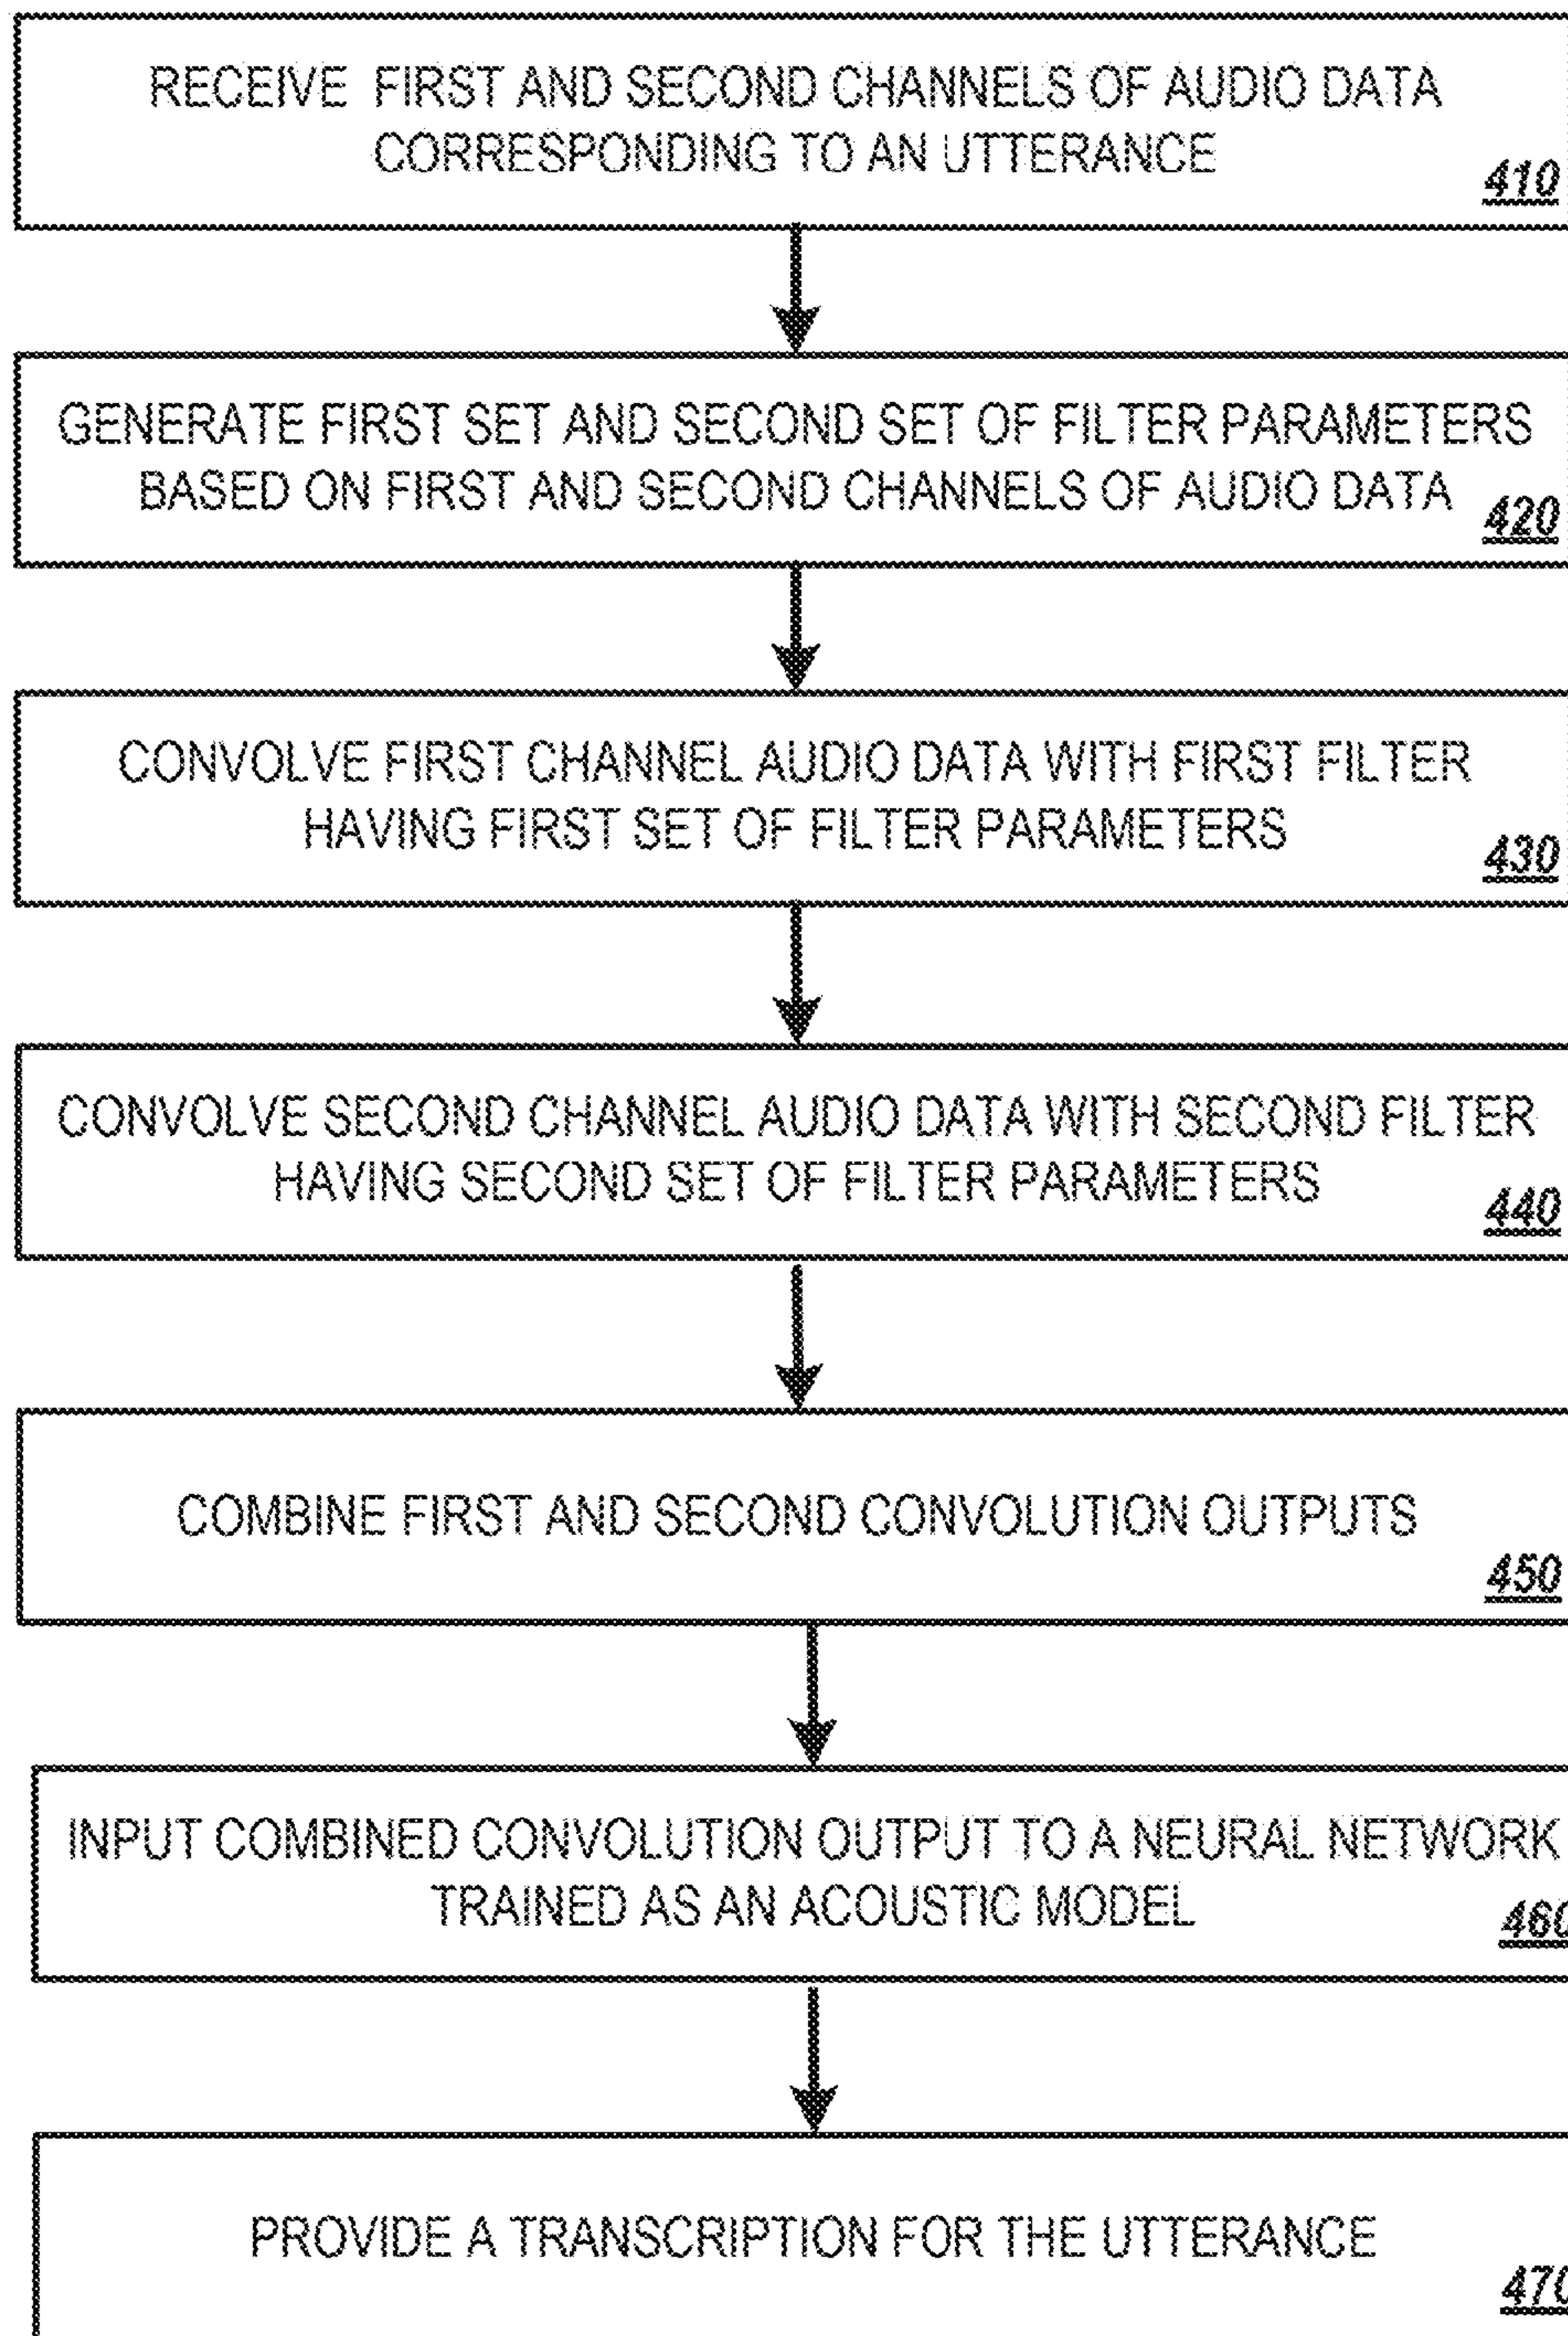 RECEIVE FIRST AND SECOND CHANNELS OF AUDIO DATA
CORRESPONDING TO AN UTTERANCE
410
GENERATE FIRST SET AND SECOND SET OF FILTER PARAMETERS
BASED ON FIRST AND SECOND CHANNELS OF AUDIO DATA
420
CONVOLVE FIRST CHANNEL AUDIO DATA WITH FIRST FILTER
HAVING FIRST SET OF FILTER PARAMETERS
430
CONVOLVE SECOND CHANNEL AUDIO DATA WITH SECOND FILTER
HAVING SECOND SET OF FILTER PARAMETERS
440
COMBINE FIRST AND SECOND CONVOLUTION OUTPUTS
450
INPUT COMBINED CONVOLUTION OUTPUT TO A NEURAL NETWORK
TRAINED AS AN ACOUSTIC MODEL
460
PROVIDE A TRANSCRIPTION FOR THE UTTERANCE
470